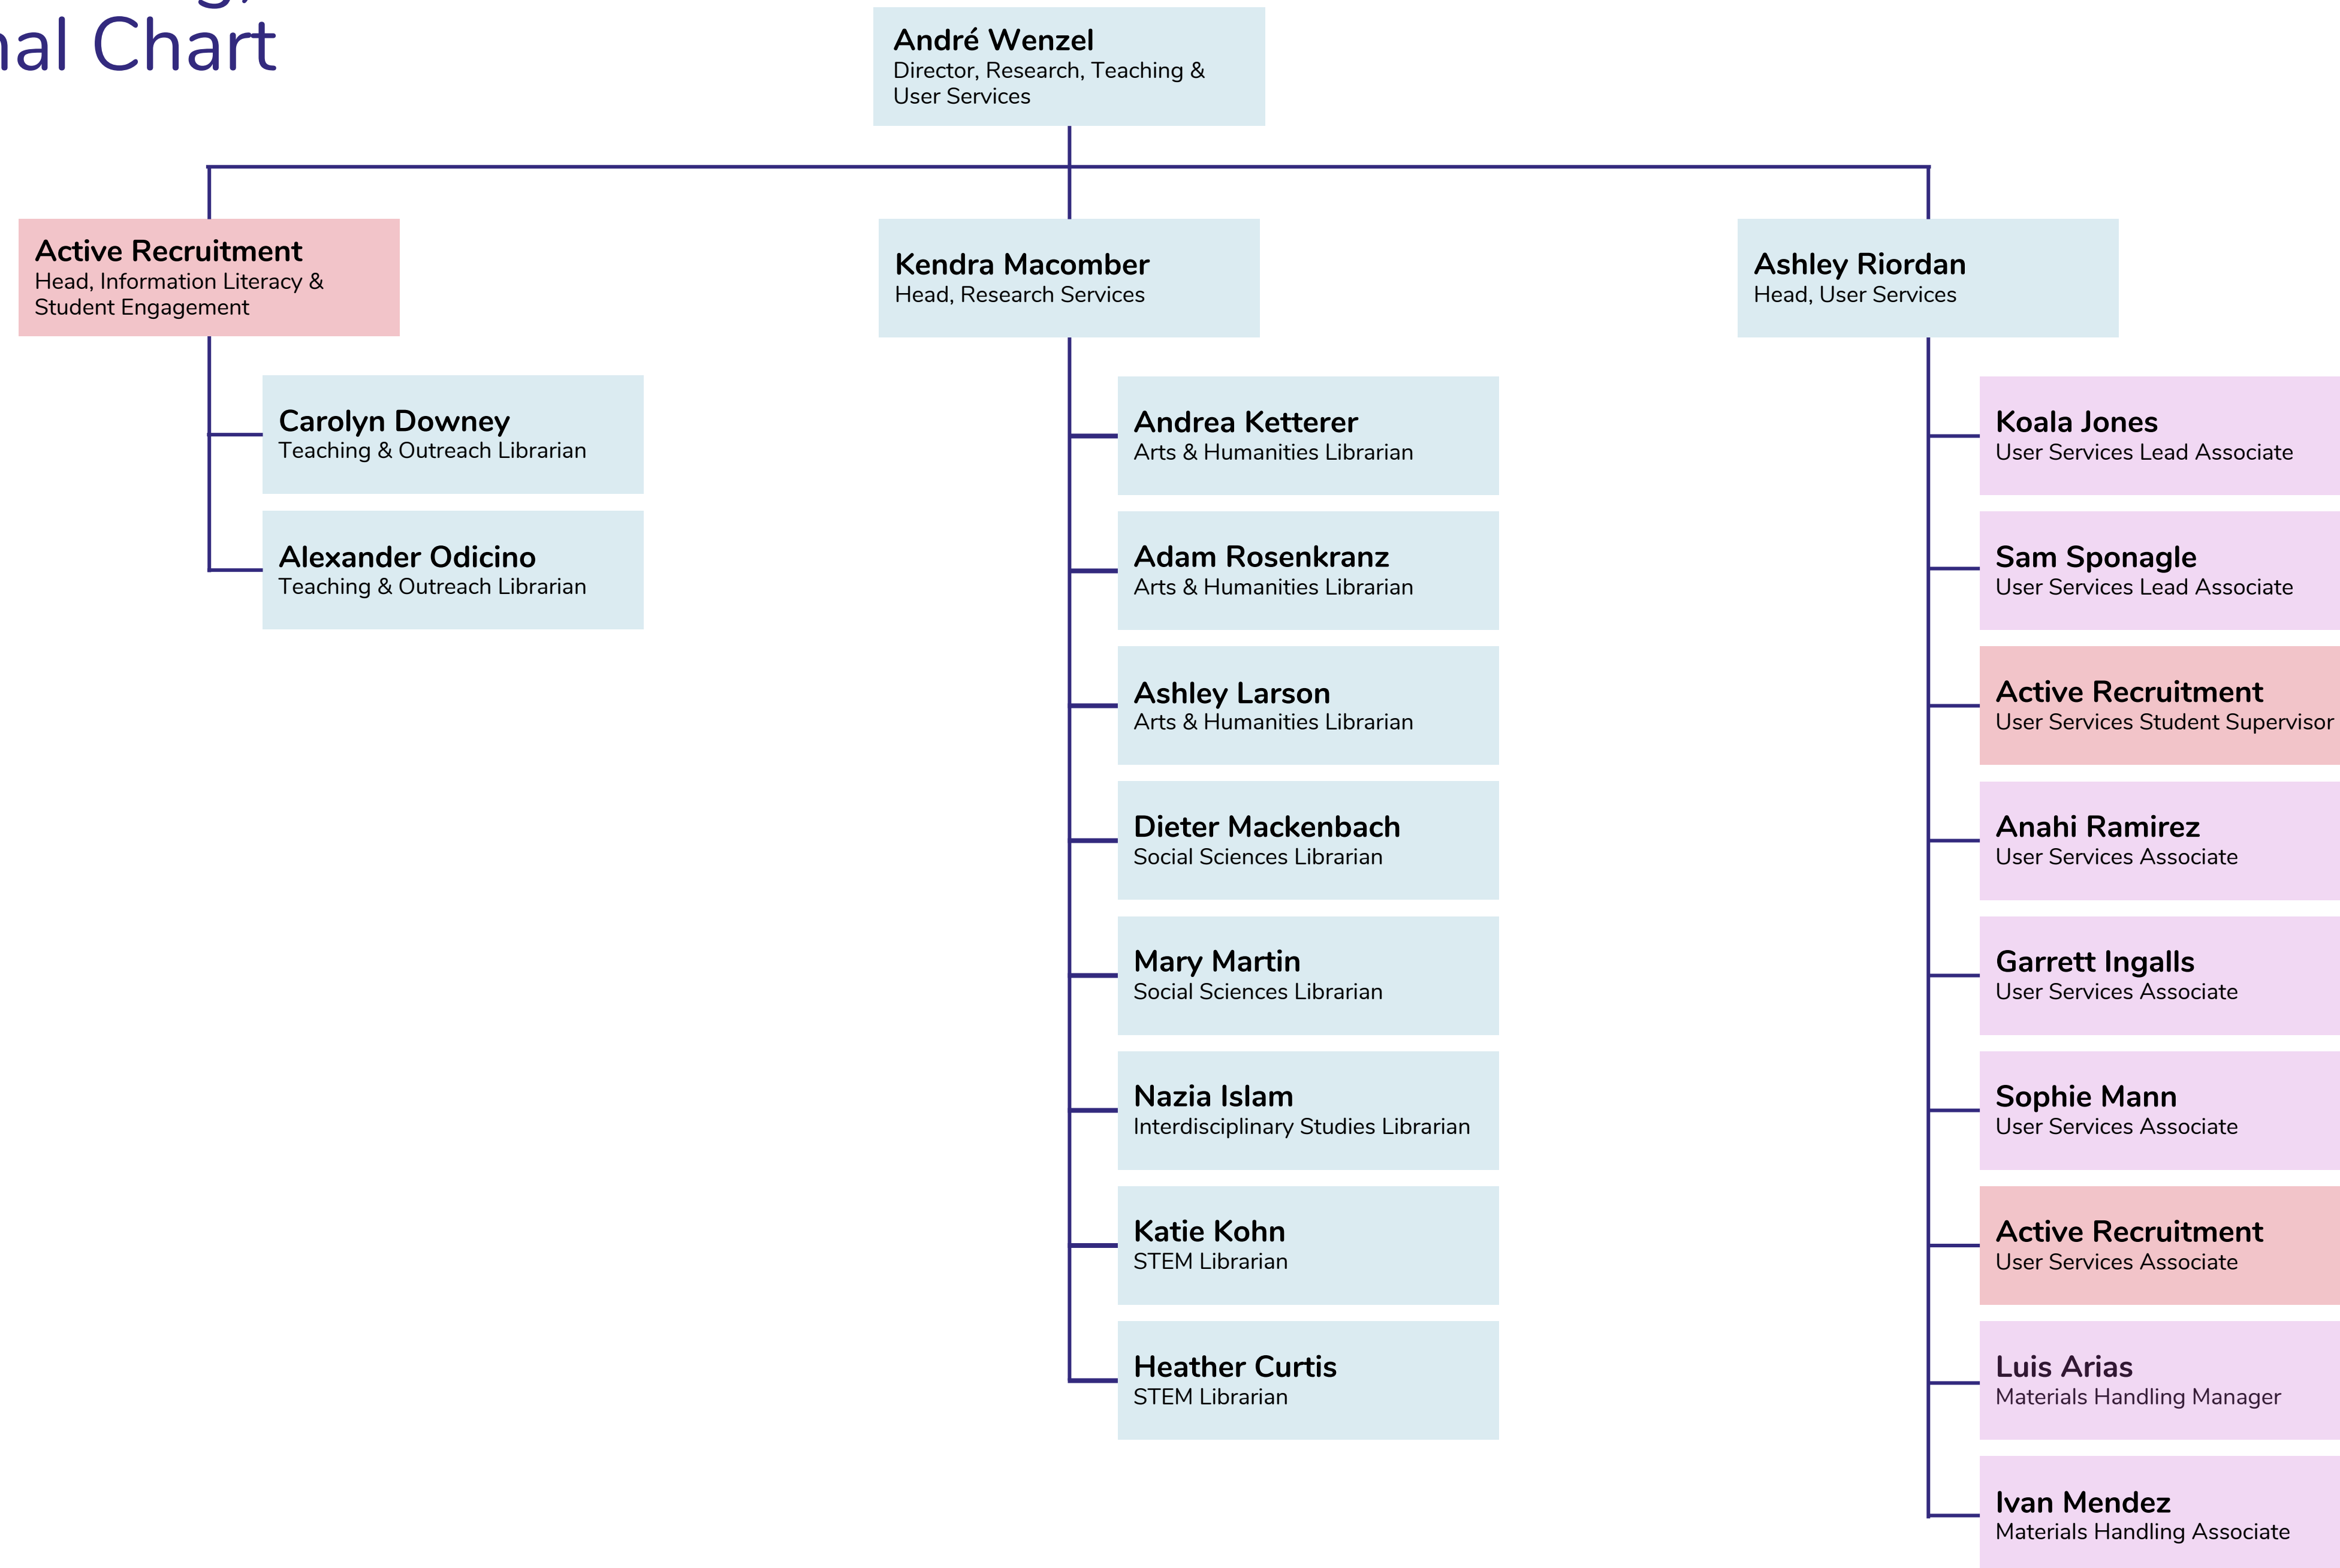 Chart
André Wenzel
Director, Research, Teaching &
User Services
Active Recruitment
Head, Information Literacy &
Student Engagement
Carolyn Downey
Teaching & Outreach Librarian
Alexander Odicino
Teaching & Outreach Librarian
Kendra Macomber
Head, Research Services
Andrea Ketterer
Arts & Humanities Librarian
Adam Rosenkranz
Arts & Humanities Librarian
Ashley Larson
Arts & Humanities Librarian
Dieter Mackenbach
Social Sciences Librarian
Mary Martin
Social Sciences Librarian
Nazia Islam
Interdisciplinary Studies Librarian
Katie Kohn
STEM Librarian
Heather Curtis
STEM Librarian
Ashley Riordan
Head, User Services
Koala Jones
User Services Lead Associate
Sam Sponagle
User Services Lead Associate
Active Recruitment
User Services Student Supervisor
Anahi Ramirez
User Services Associate
Garrett Ingalls
User Services Associate
Sophie Mann
User Services Associate
Active Recruitment
User Services Associate
Luis Arias
Materials Handling Manager
Ivan Mendez
Materials Handling Associate